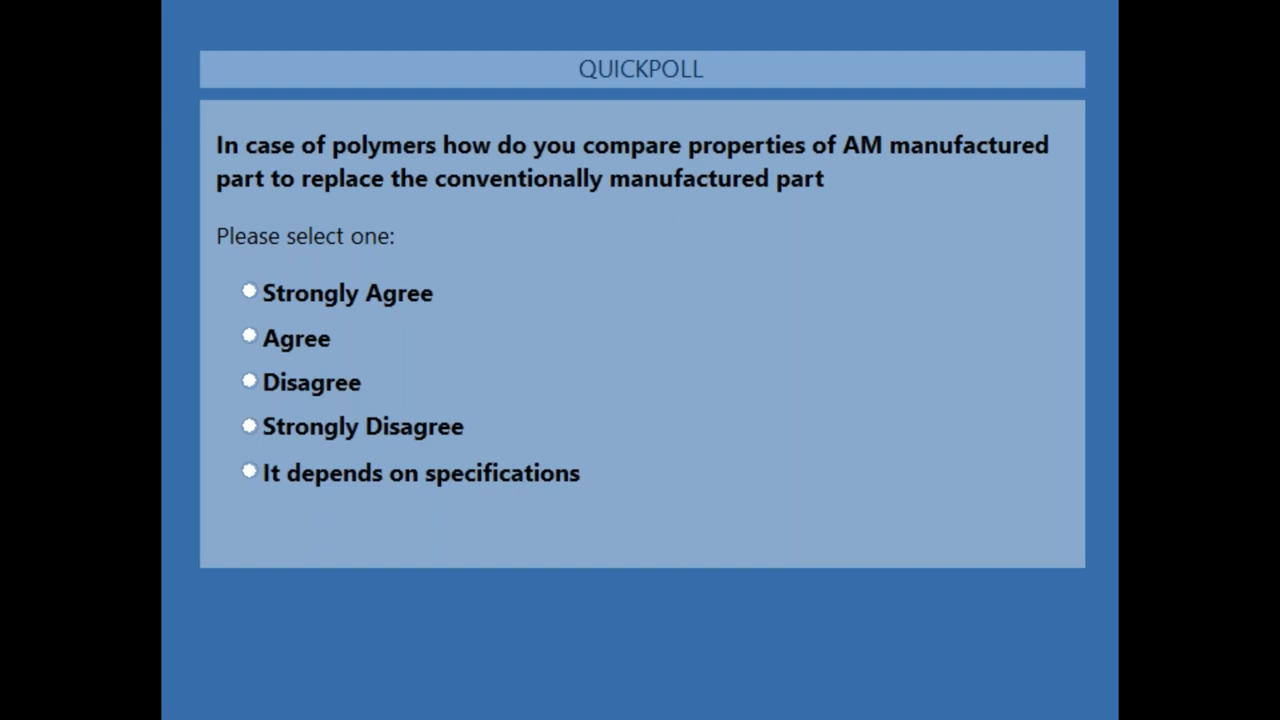 QUICKPOLL
In case of polymers how do you compare properties of AM manufactured
part to replace the conventionally manufactured part
Please select one:
Strongly Agree
Agree
Disagree
Strongly Disagree
It depends on specifications